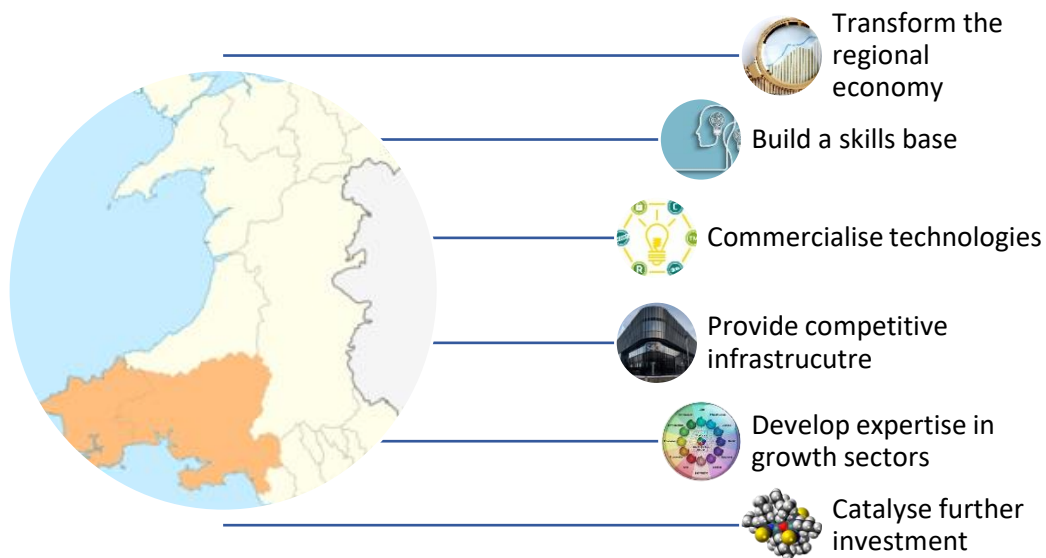 Transform the
regional
economy
Build a skills base
Commercialise technologies
Provide competitive
infrastrucutre
Develop expertise in
growth sectors
Catalyse further
investment